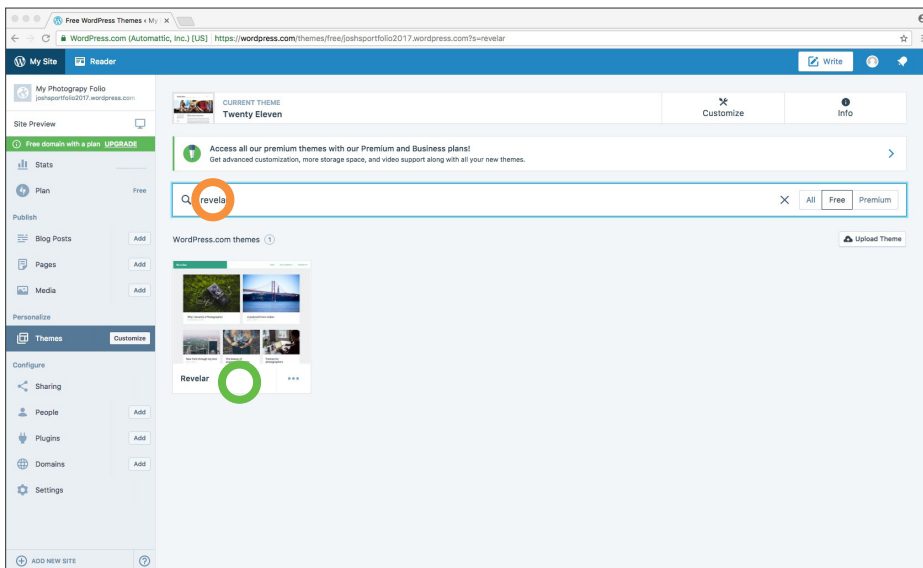 Free WordPress Themes ‹ My
WordPress.com (Automattic, Inc.) [US] https://wordpress.com/themes/free/joshsportfolio2017.wordpress.com?s=revelar
My Site Reader Write
My Photograpy Folio
joshsportfolio2017.wordpress.com
Site Preview
Free domain with a plan UPGRADE
Stats
Plan Free
Publish
Blog Posts Add
Pages Add
Media Add
Personalize
Themes Customize
Configure
Sharing
People Add
Plugins Add
Domains Add
Settings
ADD NEW SITE
CURRENT THEME
Twenty Eleven
Customize
Info
Access all our premium themes with our Premium and Business plans!
Get advanced customization, more storage space, and video support along with all your new themes.
revela
All Free Premium
WordPress.com themes 1
Upload Theme
Revelar